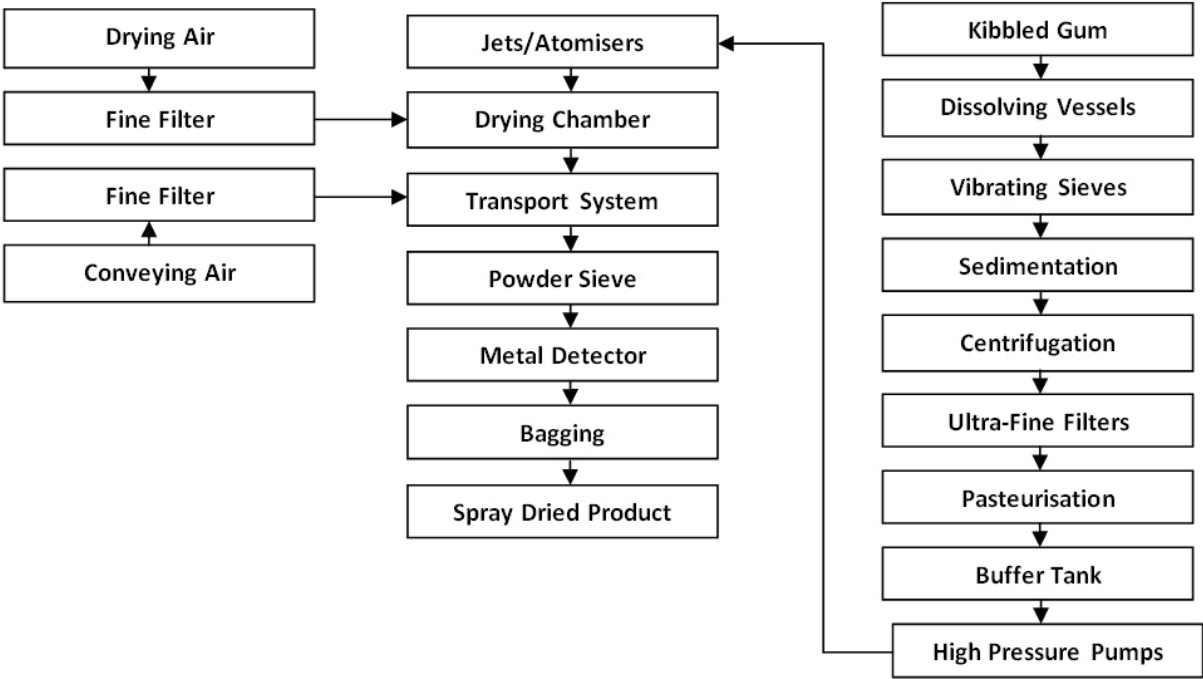 Drying Air
Fine Filter
Fine Filter
Conveying Air
Jets/Atomisers
Drying Chamber
Transport System
Powder Sieve
Metal Detector
Bagging
Spray Dried Product
Kibbled Gum
Dissolving Vessels
Vibrating Sieves
Sedimentation
Centrifugation
Ultra-Fine Filters
Pasteurisation
Buffer Tank
High Pressure Pumps